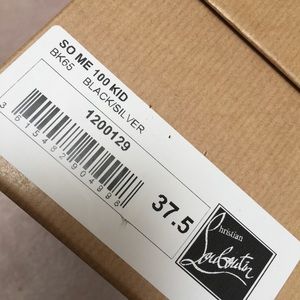 SO ME 100 KID
BK65 BLACK/SILVER
1200129
37.5
Christian
Louboutin